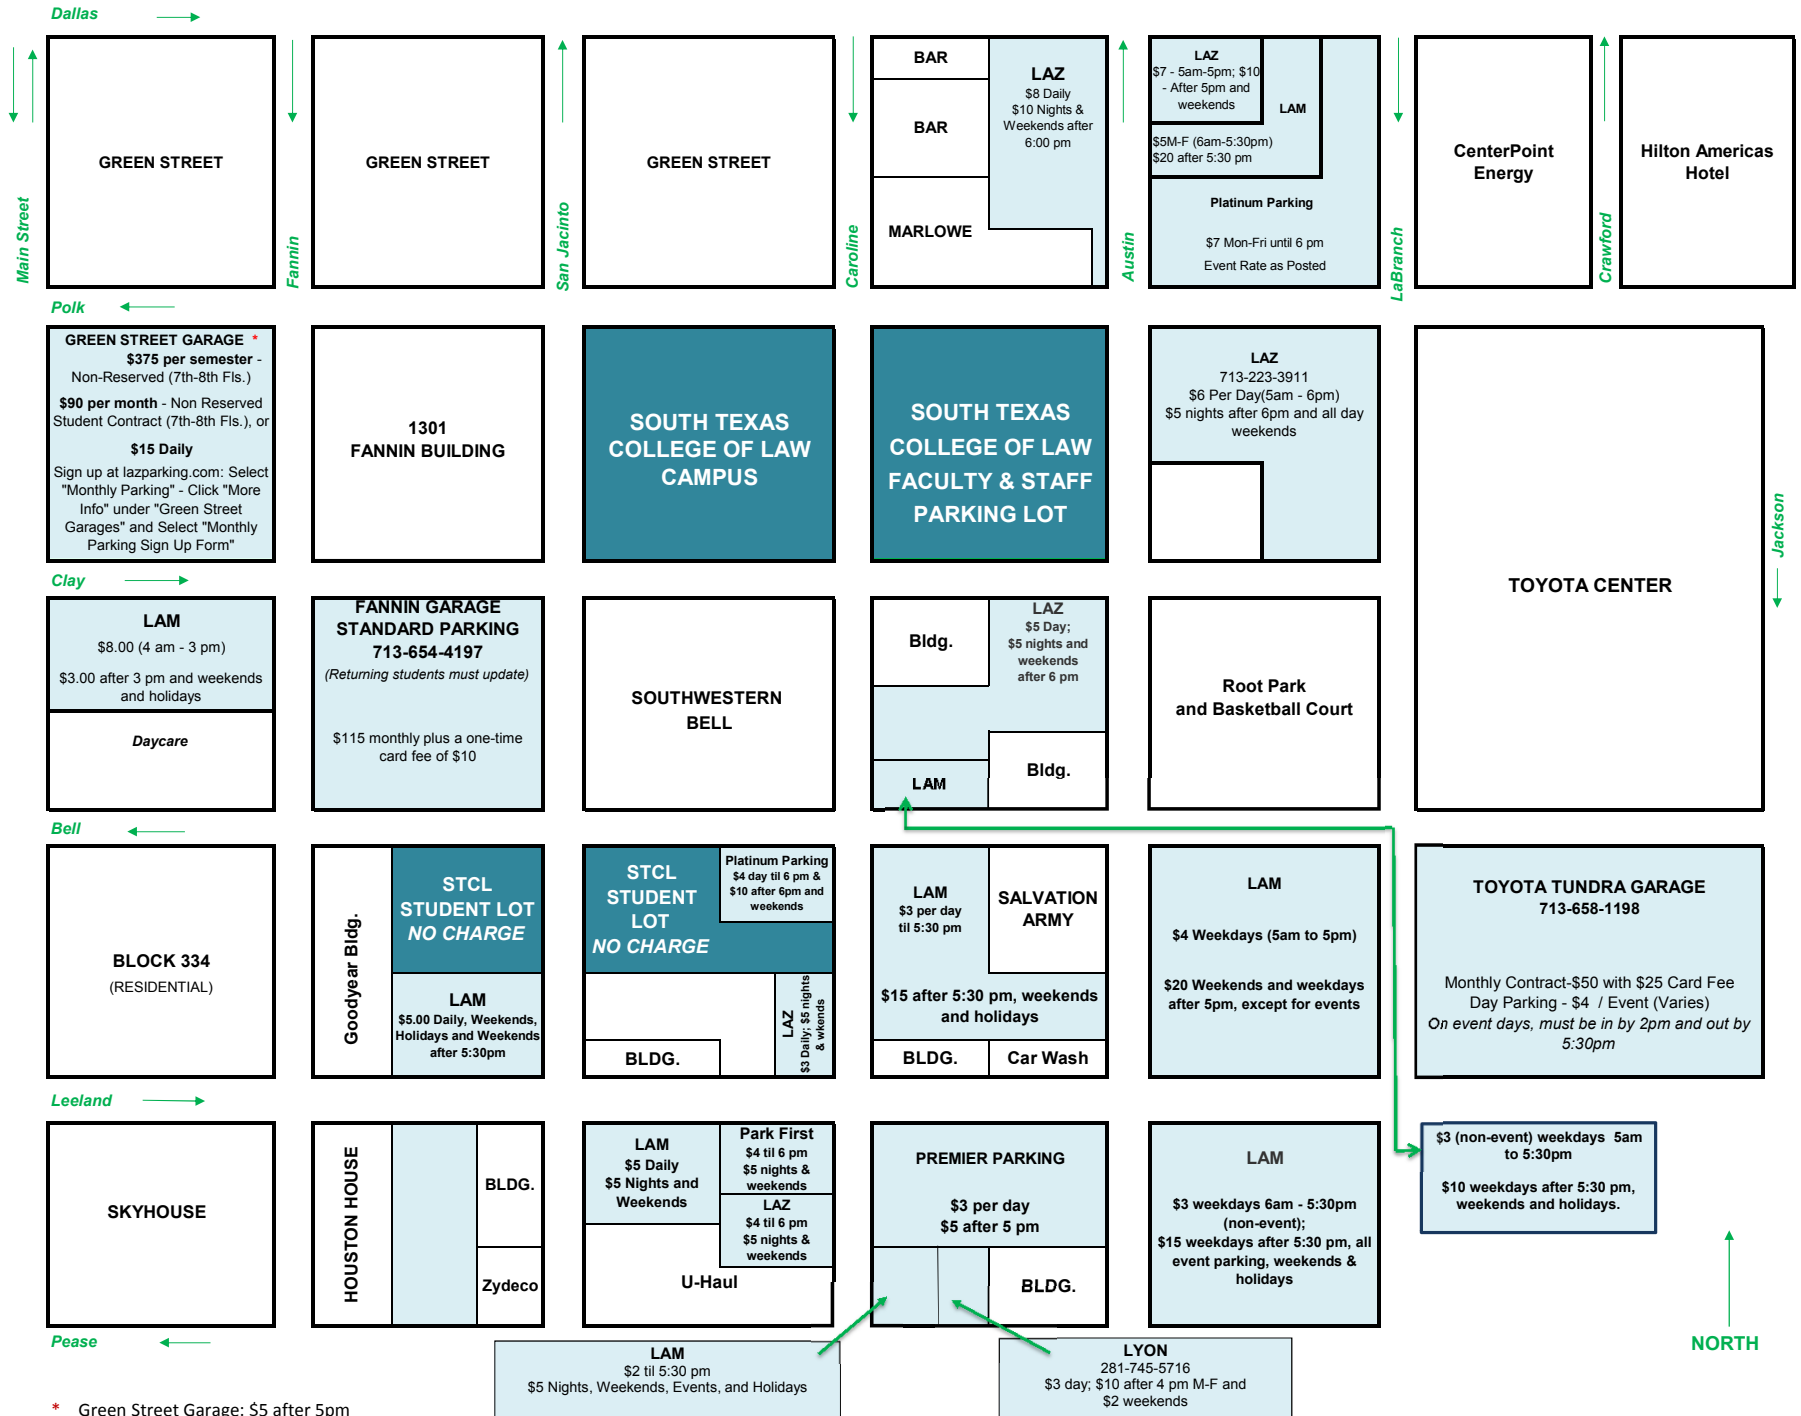 Dallas
Main Street
Fannin
San Jacinto
Caroline
Austin
LaBranch
Crawford
GREEN STREET
GREEN STREET
GREEN STREET
BAR
BAR
MARLOWE
LAZ
$8 Daily
$10 Nights &
Weekends after
6:00 pm
LAZ
$7 - 5am-5pm; $10
- After 5pm and
weekends
LAM
$5M-F (6am-5:30pm)
$20 after 5:30 pm
Platinum Parking
$7 Mon-Fri until 6 pm
Event Rate as Posted
CenterPoint
Energy
Hilton Americas
Hotel
Polk
GREEN STREET GARAGE *
$375 per semester -
Non-Reserved (7th-8th Fls.)
$90 per month - Non Reserved
Student Contract (7th-8th Fls.), or
$15 Daily
Sign up at lazparking.com: Select
"Monthly Parking" - Click "More
Info" under "Green Street
Garages" and Select "Monthly
Parking Sign Up Form"
1301
FANNIN BUILDING
SOUTH TEXAS
COLLEGE OF LAW
CAMPUS
SOUTH TEXAS
COLLEGE OF LAW
FACULTY & STAFF
PARKING LOT
LAZ
713-223-3911
$6 Per Day(5am - 6pm)
$5 nights after 6pm and all day
weekends
TOYOTA CENTER
Jackson
Clay
LAM
$8.00 (4 am - 3 pm)
$3.00 after 3 pm and weekends
and holidays
Daycare
FANNIN GARAGE
STANDARD PARKING
713-654-4197
(Returning students must update)
$115 monthly plus a one-time
card fee of $10
SOUTHWESTERN
BELL
Bldg.
LAZ
$5 Day;
$5 nights and
weekends
after 6 pm
LAM
Bldg.
Root Park
and Basketball Court
Bell
BLOCK 334
(RESIDENTIAL)
Goodyear Bldg.
STCL
STUDENT LOT
NO CHARGE
LAM
$5.00 Daily, Weekends,
Holidays and Weekends
after 5:30pm
STCL
STUDENT
LOT
NO CHARGE
Platinum Parking
$4 day til 6 pm &
$10 after 6pm and
weekends
BLDG.
LAZ
$3 Daily; $5 nights
& wkends
LAM
$3 per day
til 5:30 pm
SALVATION
ARMY
$15 after 5:30 pm, weekends
and holidays
BLDG.
Car Wash
LAM
$4 Weekdays (5am to 5pm)
$20 Weekends and weekdays
after 5pm, except for events
TOYOTA TUNDRA GARAGE
713-658-1198
Monthly Contract-$50 with $25 Card Fee
Day Parking - $4 / Event (Varies)
On event days, must be in by 2pm and out by
5:30pm
Leeland
SKYHOUSE
HOUSTON HOUSE
BLDG.
Zydeco
LAM
$5 Daily
$5 Nights and
Weekends
Park First
$4 til 6 pm
$5 nights &
weekends
LAZ
$4 til 6 pm
$5 nights &
weekends
U-Haul
PREMIER PARKING
$3 per day
$5 after 5 pm
BLDG.
LAM
$3 weekdays 6am - 5:30pm
(non-event);
$15 weekdays after 5:30 pm, all
event parking, weekends &
holidays
$3 (non-event) weekdays 5am
to 5:30pm
$10 weekdays after 5:30 pm,
weekends and holidays.
NORTH
Pease
LAM
$2 til 5:30 pm
$5 Nights, Weekends, Events, and Holidays
LYON
281-745-5716
$3 day; $10 after 4 pm M-F and
$2 weekends
* Green Street Garage: $5 after 5pm